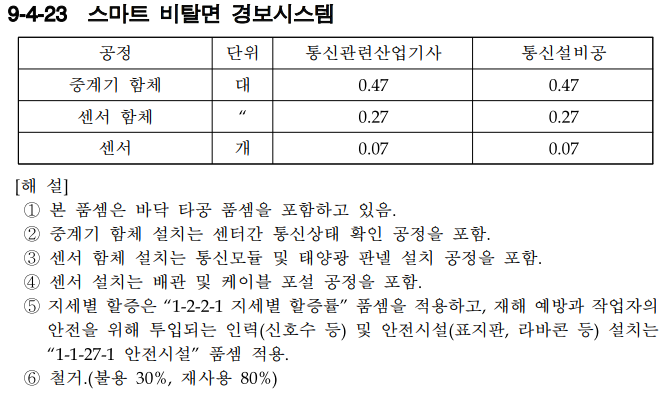 9-4-23 스마트 비탈면 경보시스템
공정 단위 통신관련산업기사 통신설비공
중계기 함체 대 0.47 0.47
센서 함체 “ 0.27 0.27
센서 개 0.07 0.07
[해 설]
① 본 품셈은 바닥 타공 품셈을 포함하고 있음.
② 중계기 함체 설치는 센터간 통신상태 확인 공정을 포함.
③ 센서 함체 설치는 통신모듈 및 태양광 판넬 설치 공정을 포함.
④ 센서 설치는 배관 및 케이블 포설 공정을 포함.
⑤ 지세별 할증은 “1-2-2-1 지세별 할증률” 품셈을 적용하고, 재해 예방과 작업자의
안전을 위해 투입되는 인력(신호수 등) 및 안전시설(표지판, 라바콘 등) 설치는
“1-1-27-1 안전시설” 품셈 적용.
⑥ 철거.(불용 30%, 재사용 80%)